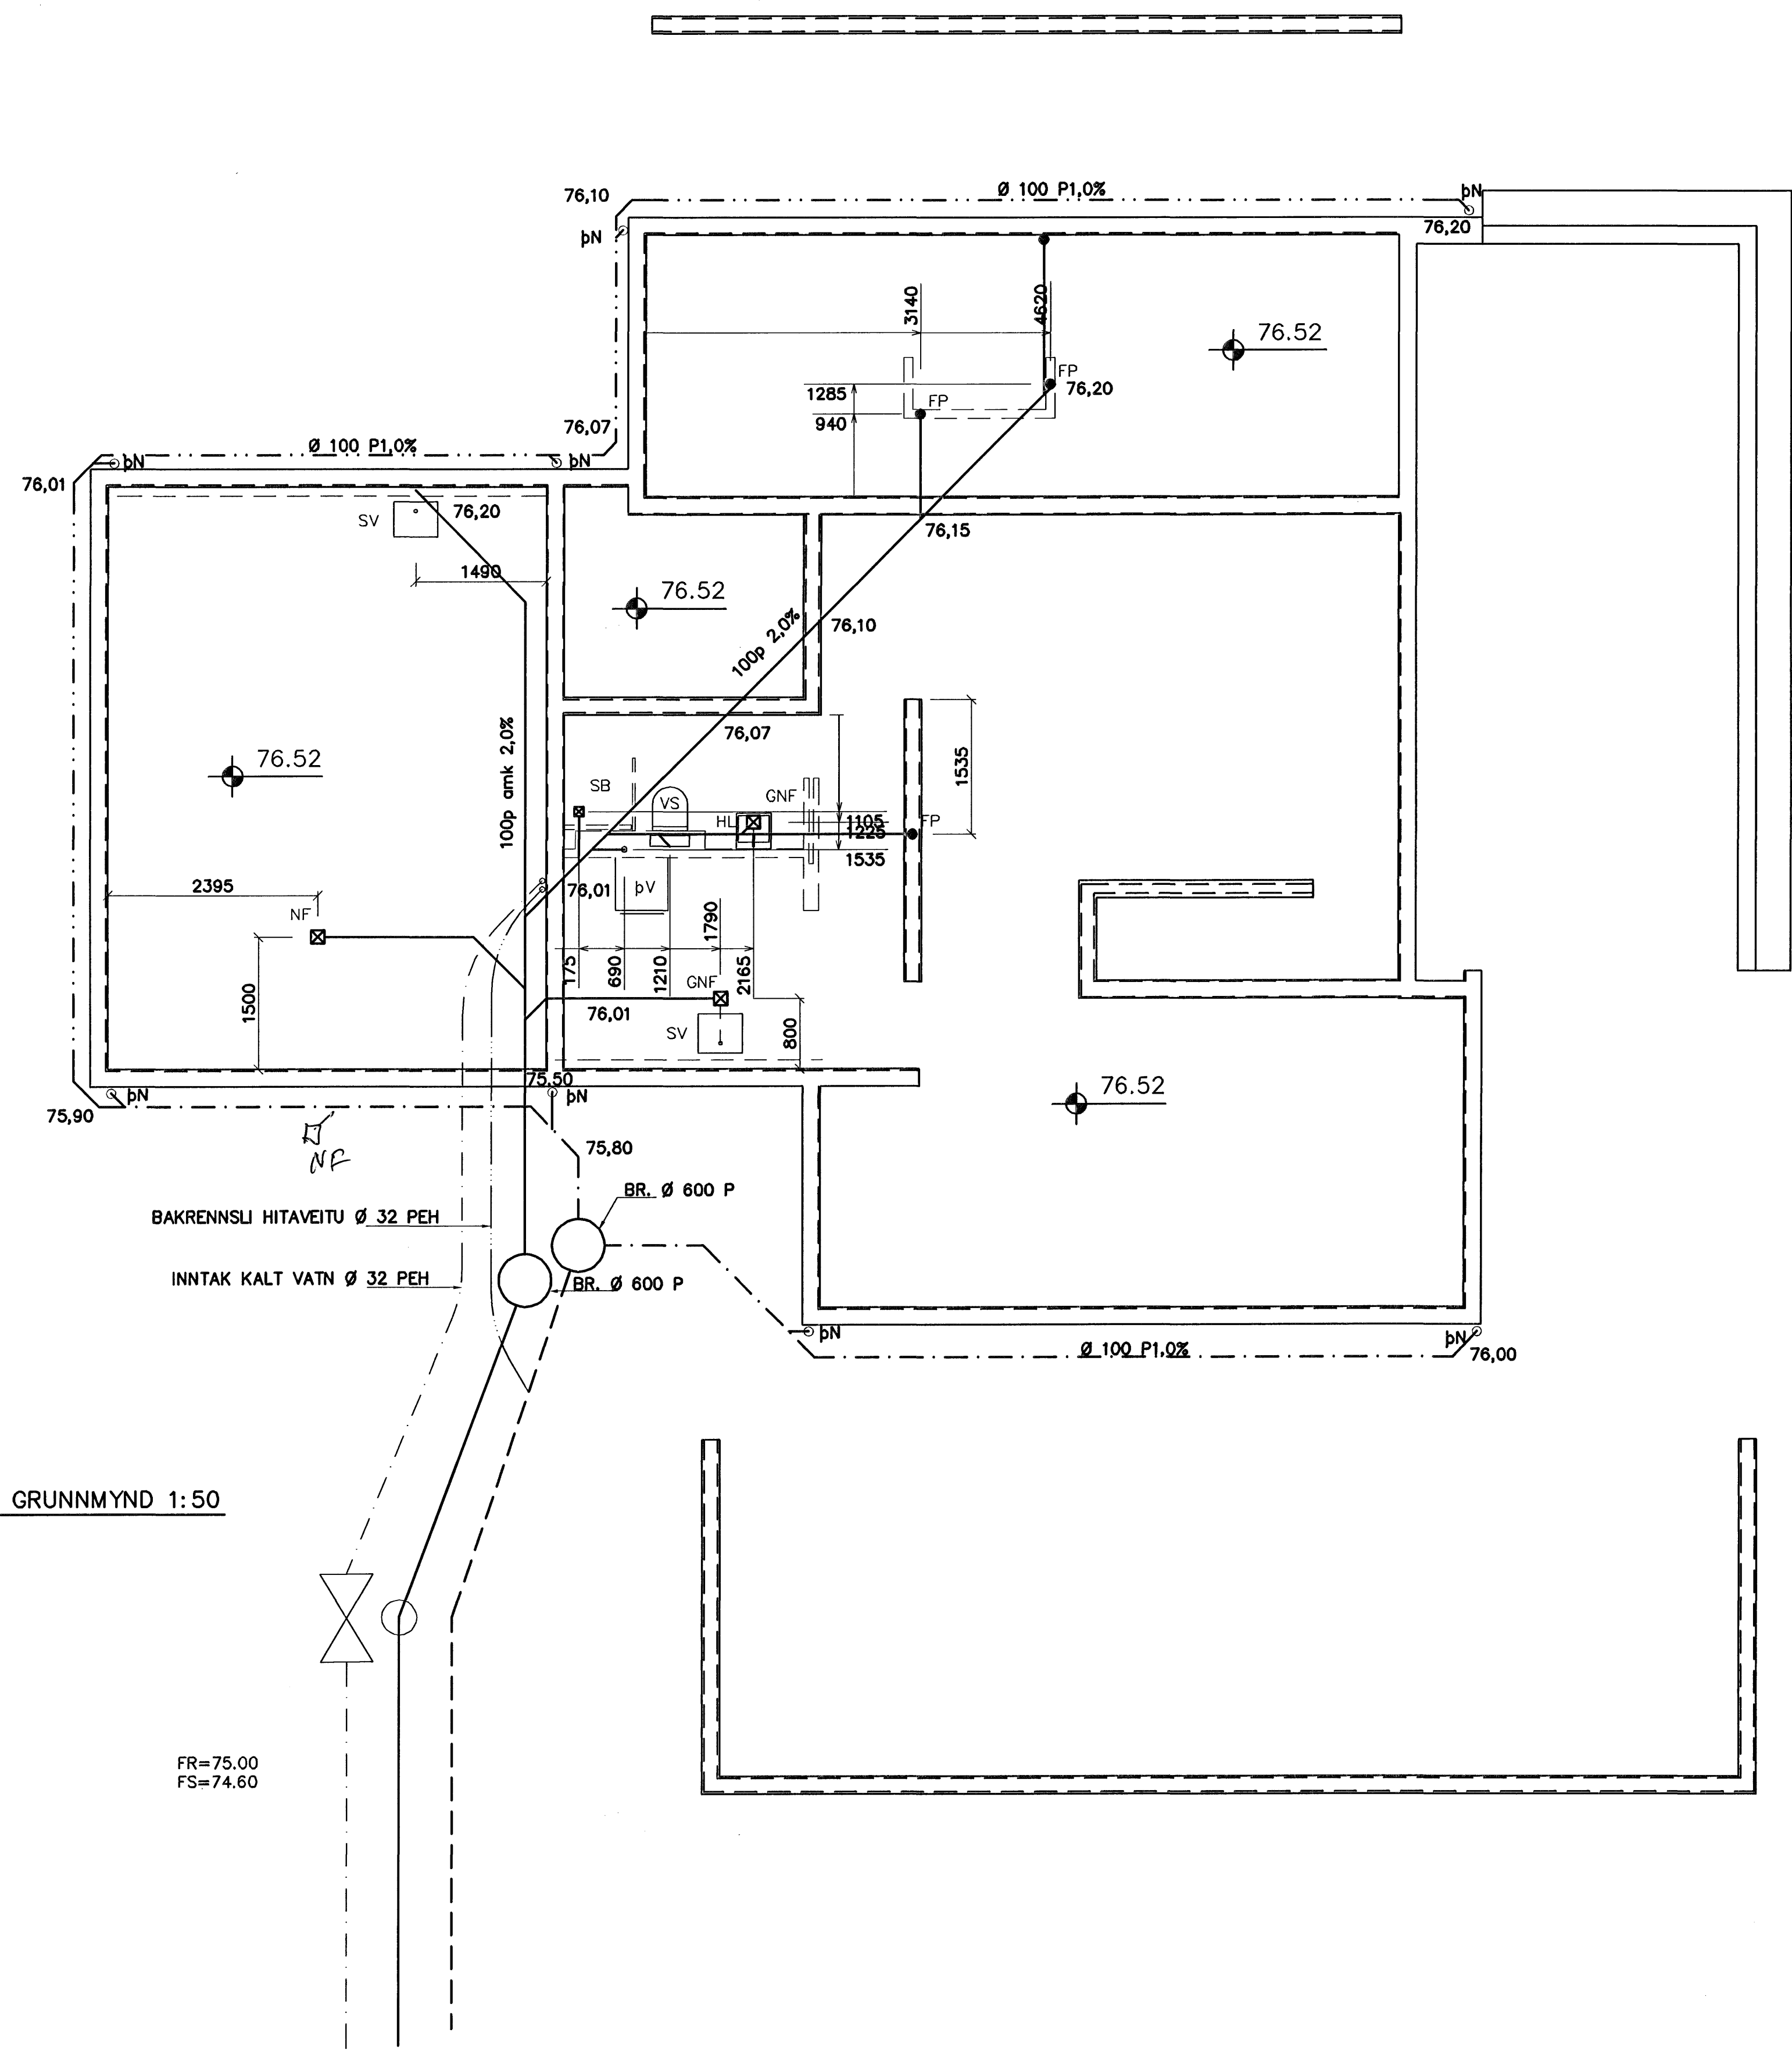 Ø 100 P1,0%
þN
76,10
þN
76,20
3140
4620
76.52
FP
1285
76,20
FP
940
76,07
Ø 100 P1,0%
þN
þN
76,01
76,20
SV
76,15
1490
76.52
76,10
100p 2,0%
76,07
100p amk 2,0%
76.52
1535
SB
VS
GNF
HL
1105
1225
FP
1535
2395
76,01
þV
NF
1790
175
690
1210
2165
GNF
1500
76,01
SV
800
75,50
76.52
þN
þN
75,90
NF
75,80
BR. Ø 600 P
BAKRENNSLI HITAVEITU Ø 32 PEH
INNTAK KALT VATN Ø 32 PEH
BR. Ø 600 P
þN
þN
Ø 100 P1,0%
76,00
GRUNNMYND 1:50
FR=75.00
FS=74.60